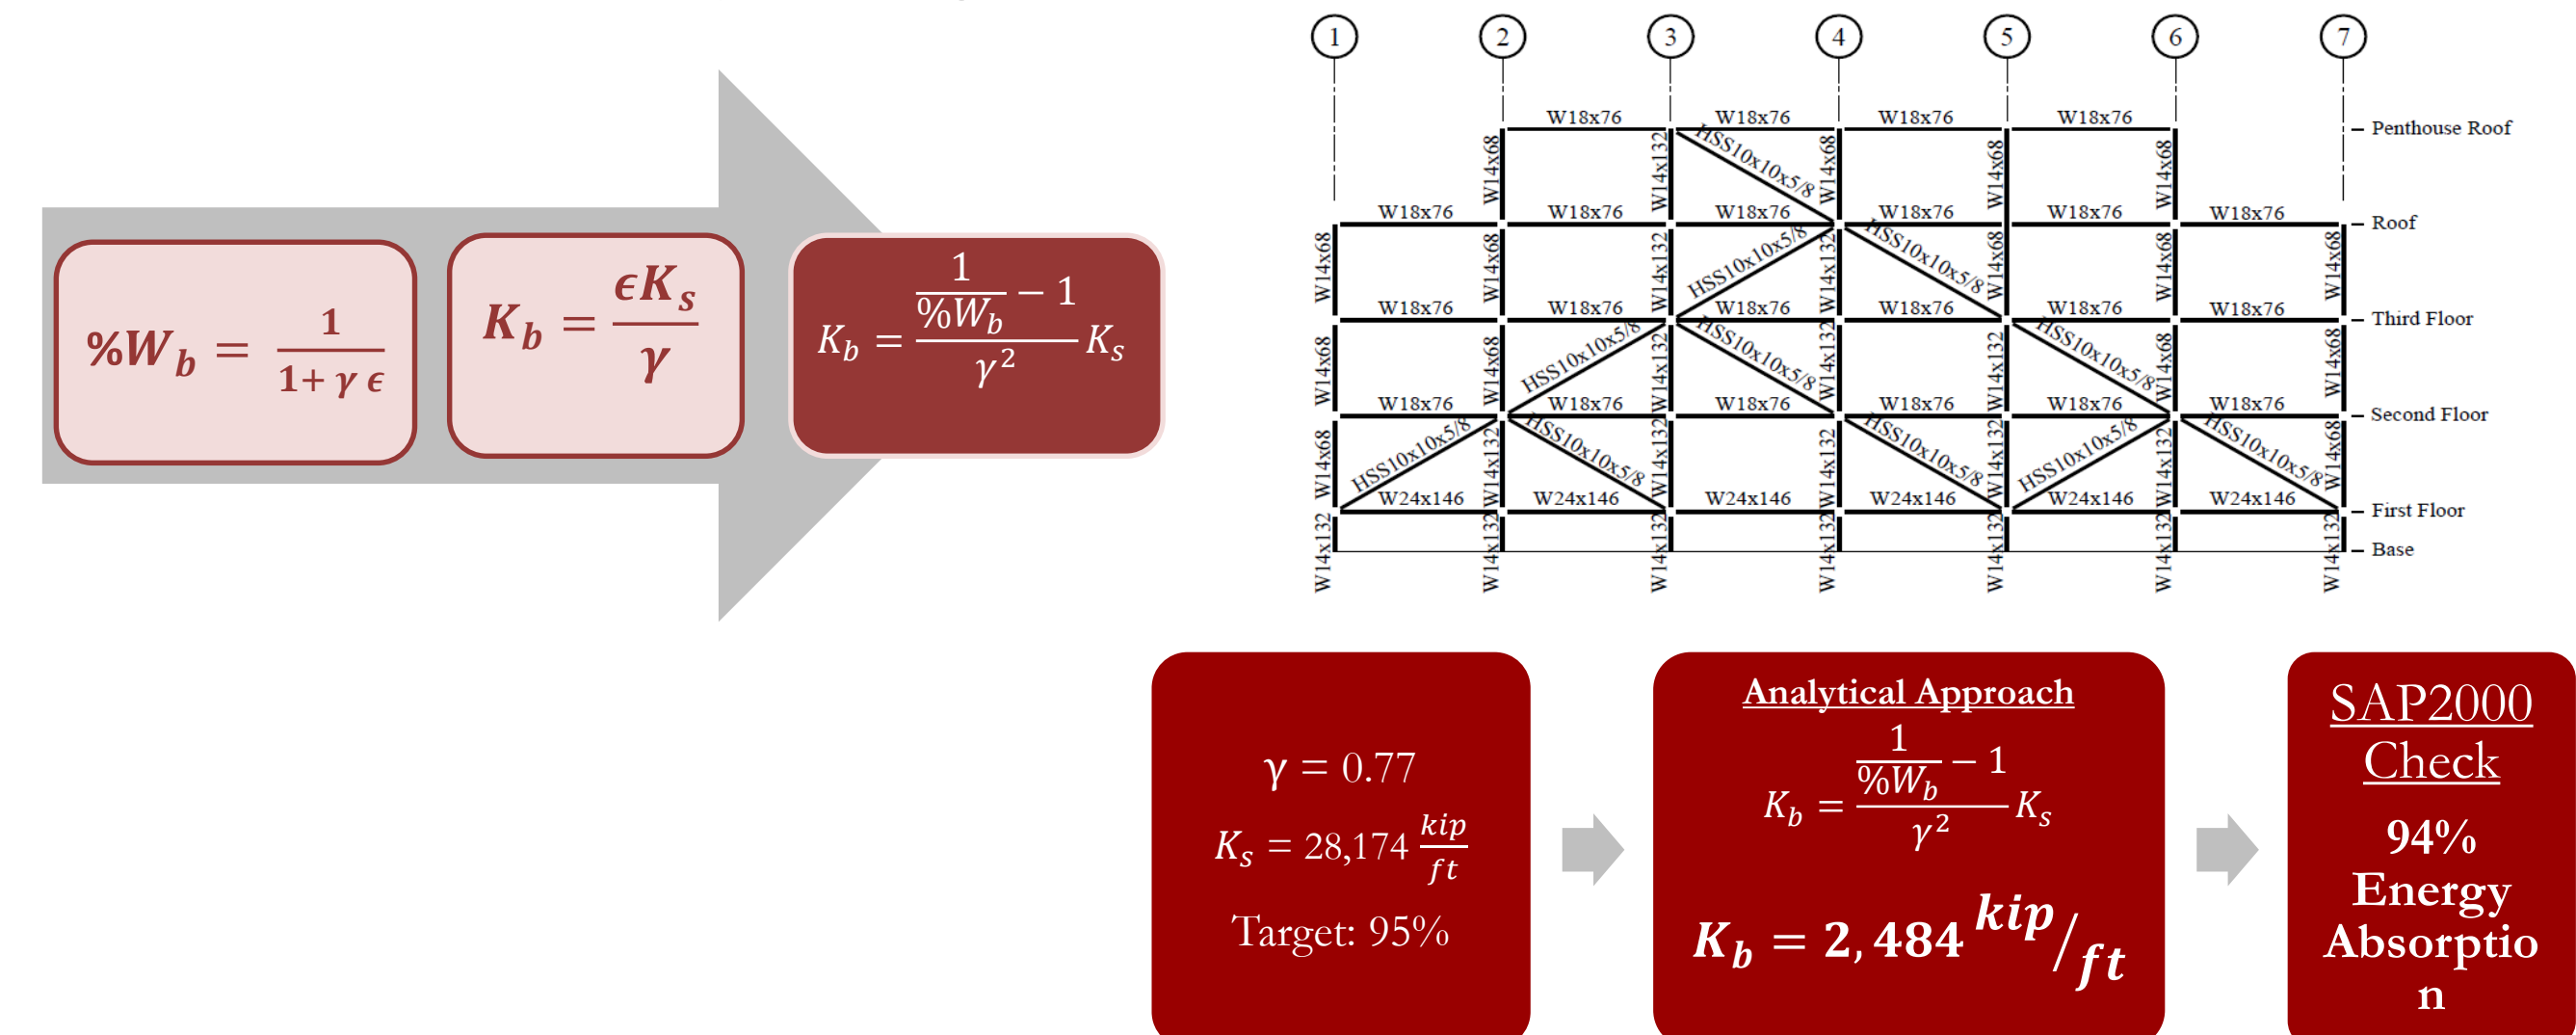 %W_b = 1 / (1+ γ ϵ)
K_b = ϵK_s / γ
K_b = ((1 / %W_b) − 1) / γ² K_s
1 2 3 4 5 6 7
W18x76 W18x76 W18x76 W18x76
Penthouse Roof
W14x68 W14x132 HSS10x10x5/8 W14x68 W14x68 W14x68
W18x76 W18x76 W18x76 W18x76 W18x76 W18x76
Roof
W14x68 W14x68 W14x132 HSS10x10x5/8 W14x132 HSS10x10x5/8 W14x68 W14x68 W14x68
W18x76 W18x76 W18x76 W18x76 W18x76 W18x76
Third Floor
W14x68 W14x68 HSS10x10x5/8 W14x132 HSS10x10x5/8 W14x132 W14x132 HSS10x10x5/8 W14x68 W14x68
W18x76 W18x76 W18x76 W18x76 W18x76 W18x76
Second Floor
W14x68 HSS10x10x5/8 W14x132 HSS10x10x5/8 W14x132 W14x132 HSS10x10x5/8 W14x132 HSS10x10x5/8 W14x132 HSS10x10x5/8 W14x68
W24x146 W24x146 W24x146 W24x146 W24x146 W24x146
First Floor
W14x132 W14x132 W14x132 W14x132 W14x132 W14x132 W14x132
Base
γ = 0.77
K_s = 28,174 kip/ft
Target: 95%
Analytical Approach
K_b = ((1 / %W_b) − 1) / γ² K_s
K_b = 2,484 kip/ft
SAP2000
Check
94%
Energy
Absorptio
n